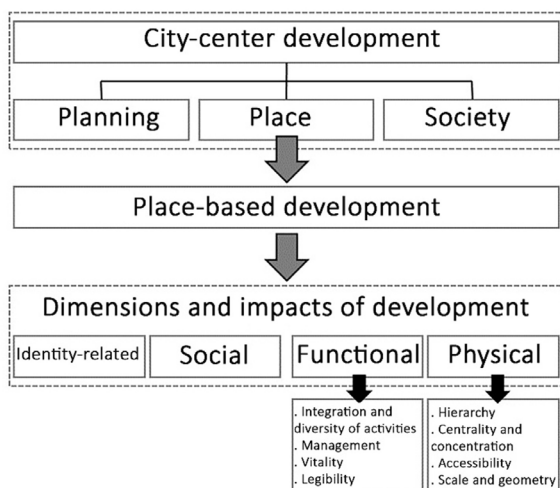 City-center development
Planning
Place
Society
Place-based development
Dimensions and impacts of development
Identity-related
Social
Functional
Physical
. Integration and
diversity of activities
. Management
. Vitality
. Legibility
. Hierarchy
. Centrality and
concentration
. Accessibility
. Scale and geometry